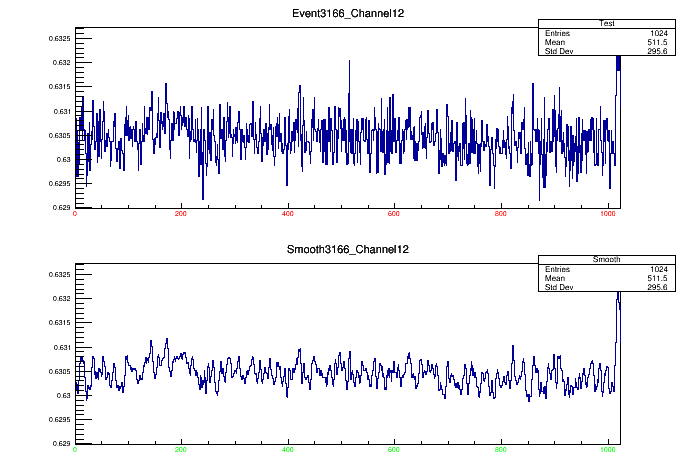 Event3166_Channel12
Test
Entries 1024
Mean 511.5
Std Dev 295.6
0.6325
0.632
0.6315
0.631
0.6305
0.63
0.6295
0.629
0 200 400 600 800 1000
Smooth3166_Channel12
Smooth
Entries 1024
Mean 511.5
Std Dev 295.6
0.6325
0.632
0.6315
0.631
0.6305
0.63
0.6295
0.629
0 200 400 600 800 1000